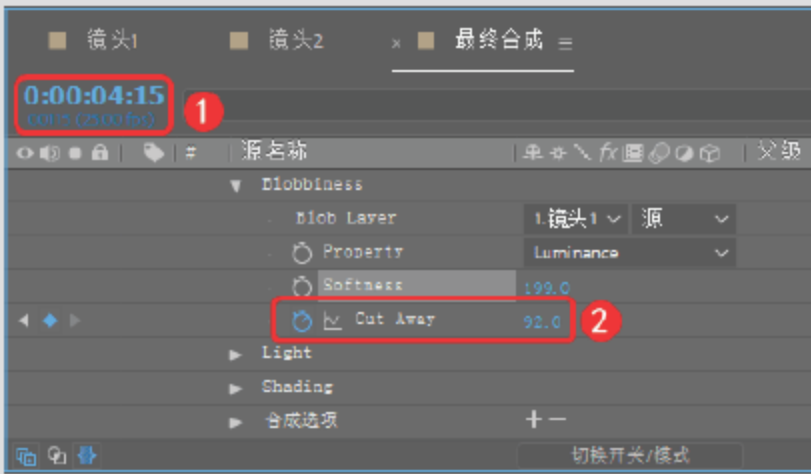 镜头1 镜头2 × 最终合成
0:00:04:15
00115 (25.00 fps)
1
# 源名称 fx 父级
Blobbiness
Blob Layer 1.镜头1 源
Property Luminance
Softness 199.0
Cut Away 92.0 2
Light
Shading
合成选项 + −
切换开关/模式